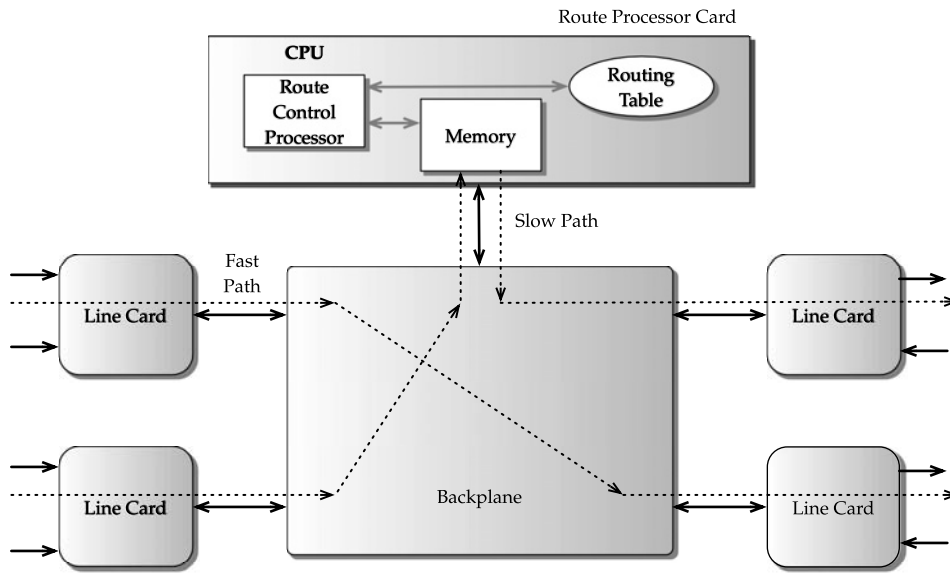 Route Processor Card
CPU
Route
Control
Processor
Routing
Table
Memory
Slow Path
Fast
Path
Line Card
Line Card
Line Card
Backplane
Line Card